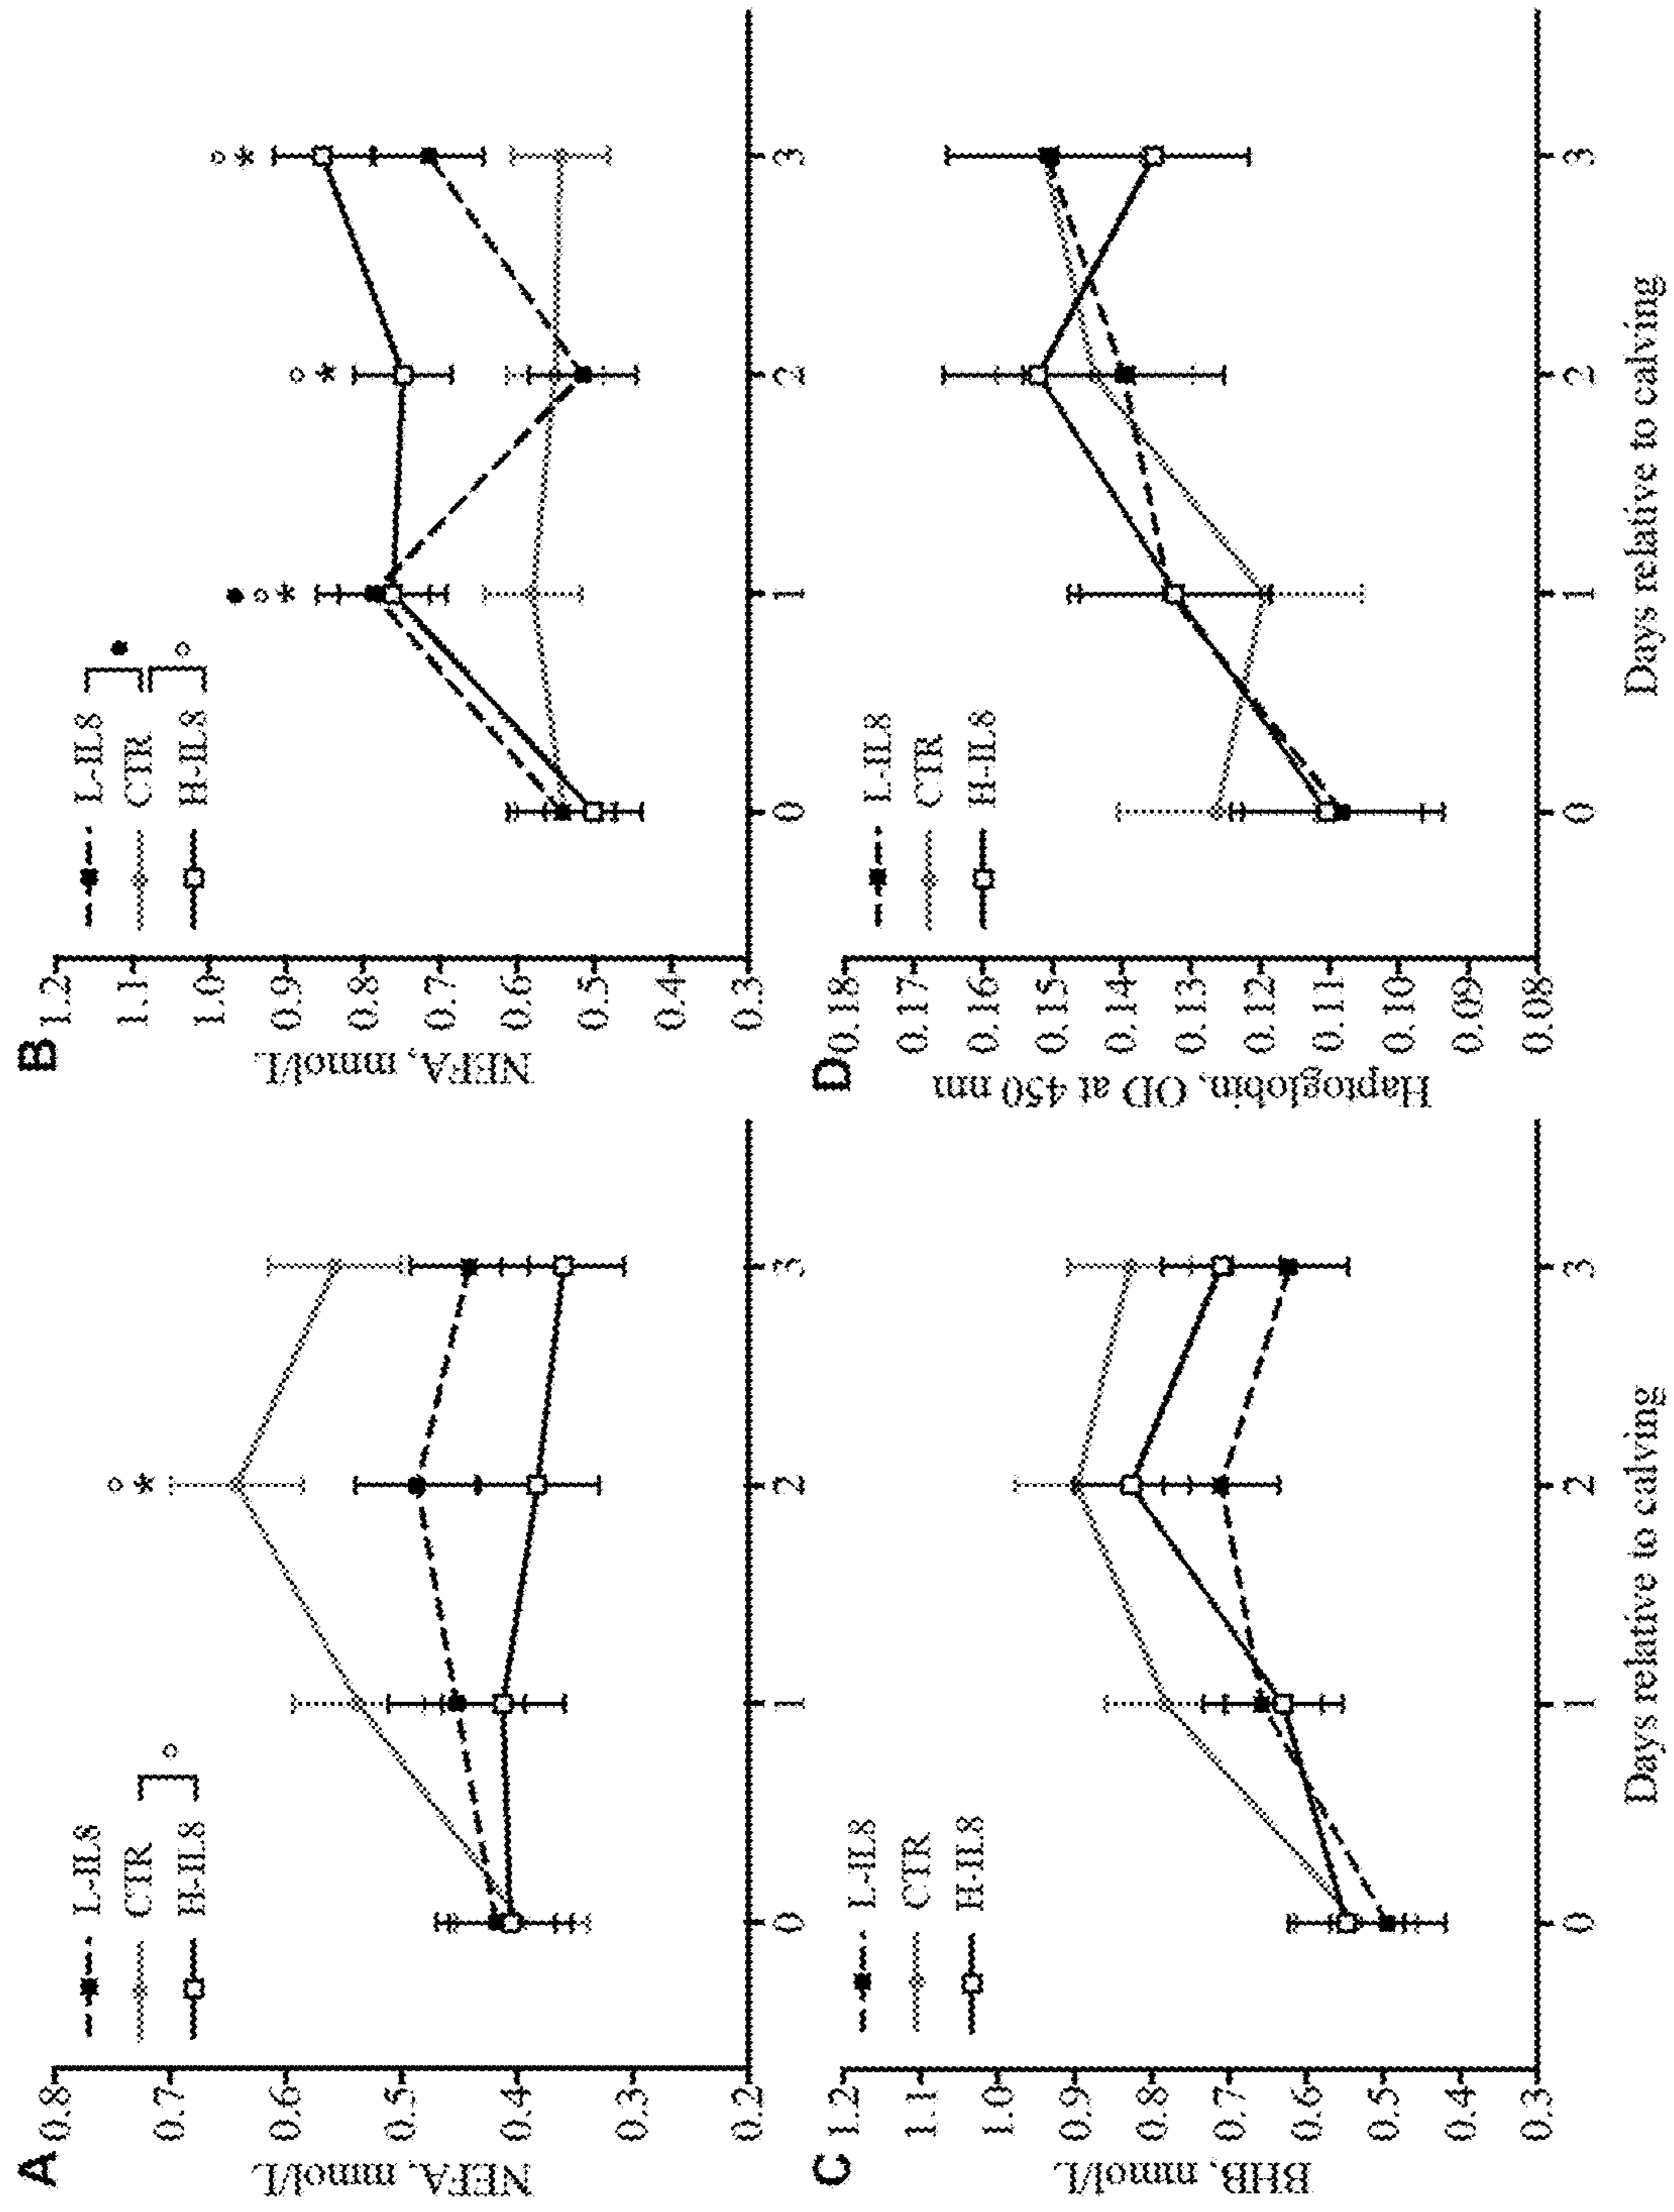 A
NEFA, mmol/L
0.8
0.7
0.6
0.5
0.4
0.3
0.2
L-IL8
CTR
H-IL8
○
○
*
0 1 2 3
B
NEFA, mmol/L
1.2
1.1
1.0
0.9
0.8
0.7
0.6
0.5
0.4
0.3
L-IL8
CTR
H-IL8
●
○
●
○
*
○
*
○
*
0 1 2 3
C
BHB, mmol/L
1.2
1.1
1.0
0.9
0.8
0.7
0.6
0.5
0.4
0.3
L-IL8
CTR
H-IL8
0 1 2 3
Days relative to calving
D
Haptoglobin, OD at 450 nm
0.18
0.17
0.16
0.15
0.14
0.13
0.12
0.11
0.10
0.09
0.08
L-IL8
CTR
H-IL8
0 1 2 3
Days relative to calving